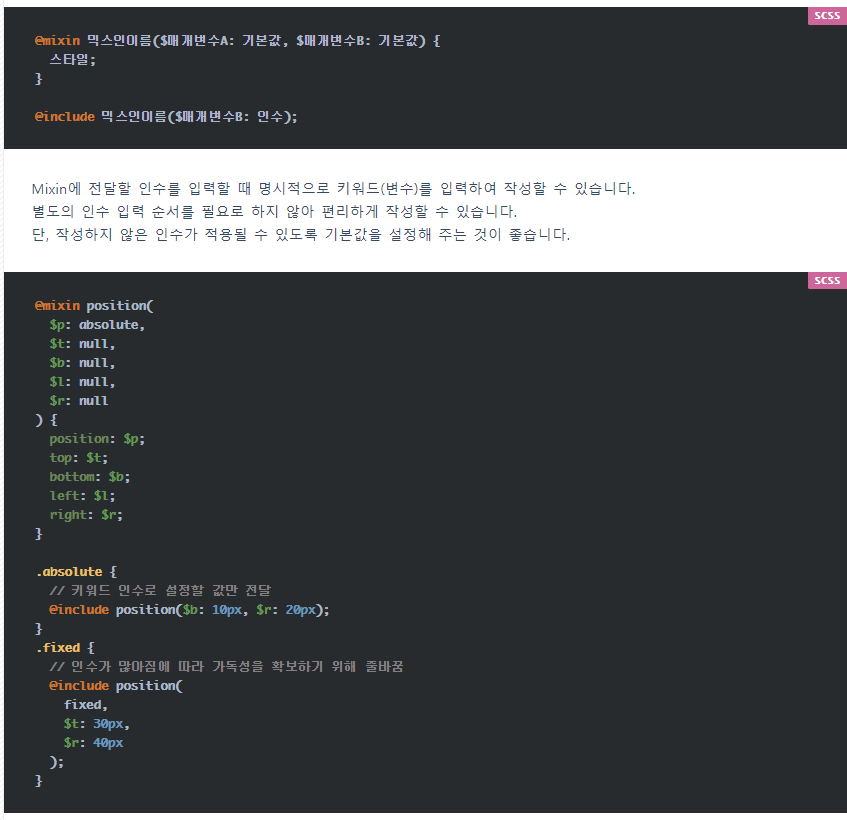 scss
@mixin 믹스인이름($매개변수A: 기본값, $매개변수B: 기본값) {
  스타일;
}
@include 믹스인이름($매개변수B: 인수);
Mixin에 전달할 인수를 입력할 때 명시적으로 키워드(변수)를 입력하여 작성할 수 있습니다.
별도의 인수 입력 순서를 필요로 하지 않아 편리하게 작성할 수 있습니다.
단, 작성하지 않은 인수가 적용될 수 있도록 기본값을 설정해 주는 것이 좋습니다.
scss
@mixin position(
  $p: absolute,
  $t: null,
  $b: null,
  $l: null,
  $r: null
) {
  position: $p;
  top: $t;
  bottom: $b;
  left: $l;
  right: $r;
}
.absolute {
  // 키워드 인수로 설정할 값만 전달
  @include position($b: 10px, $r: 20px);
}
.fixed {
  // 인수가 많아짐에 따라 가독성을 확보하기 위해 줄바꿈
  @include position(
    fixed,
    $t: 30px,
    $r: 40px
  );
}